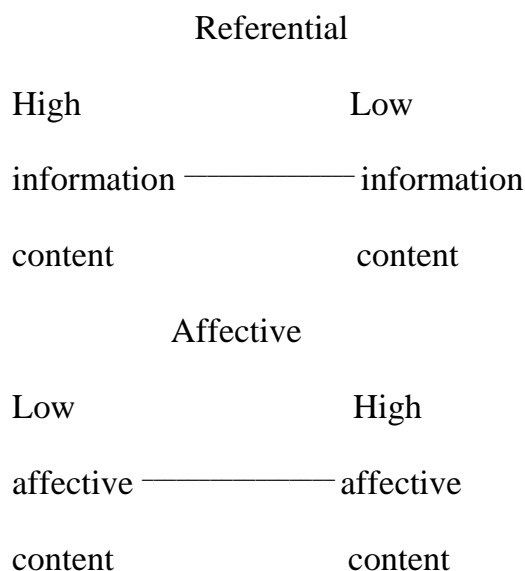 Referential
High Low
information information
content content
Affective
Low High
affective affective
content content